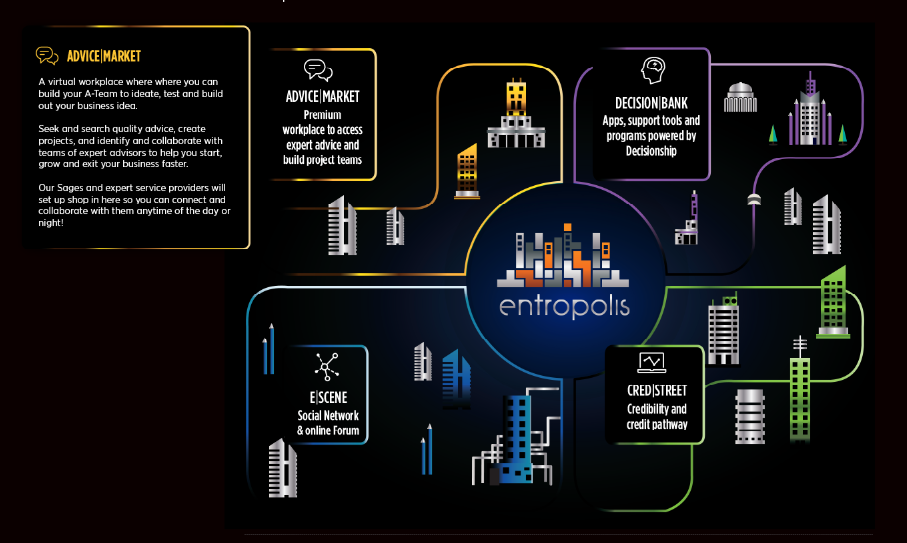 ADVICE|MARKET
A virtual workplace where where you can
build your A-Team to ideate, test and build
out your business idea.
Seek and search quality advice, create
projects, and identify and collaborate with
teams of expert advisors to help you start,
grow and exit your business faster.
Our Sages and expert service providers will
set up shop in here so you can connect and
collaborate with them anytime of the day or
night!
ADVICE|MARKET
Premium
workplace to access
expert advice and
build project teams
DECISION|BANK
Apps, support tools and
programs powered by
Decisionship
entropolis
E|SCENE
Social Network
& online Forum
CRED|STREET
Credibility and
credit pathway